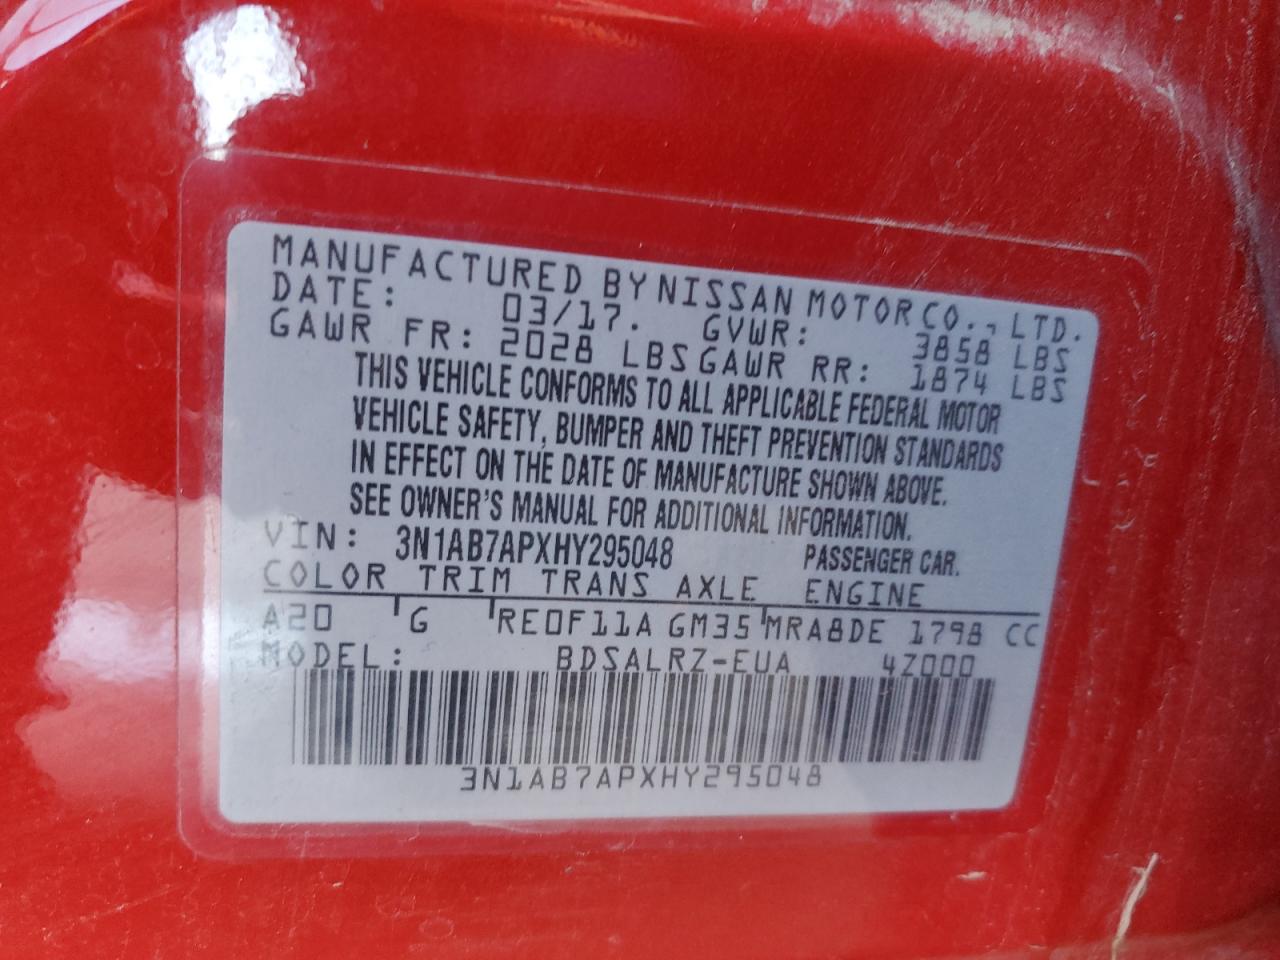 MANUFACTURED BY NISSAN MOTOR CO., LTD.
DATE: 03/17. GVWR: 3858 LBS
GAWR FR: 2028 LBS GAWR RR: 1874 LBS
THIS VEHICLE CONFORMS TO ALL APPLICABLE FEDERAL MOTOR
VEHICLE SAFETY, BUMPER AND THEFT PREVENTION STANDARDS
IN EFFECT ON THE DATE OF MANUFACTURE SHOWN ABOVE.
SEE OWNER'S MANUAL FOR ADDITIONAL INFORMATION.
VIN: 3N1AB7APXHY295048 PASSENGER CAR.
COLOR TRIM TRANS AXLE ENGINE
A20 G RE0F11A GM35 MRA8DE 1798 CC
MODEL: BDSALRZ-EUA 4Z000
3N1AB7APXHY295048